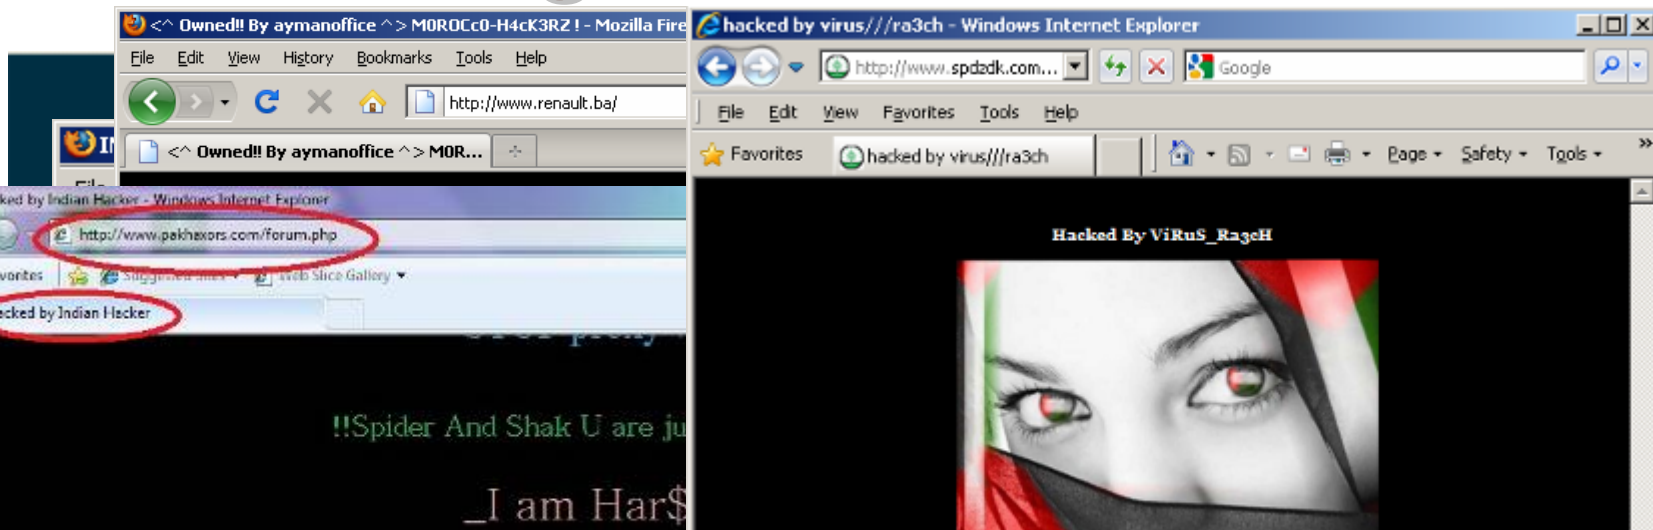 <^ Owned!! By aymanoffice ^> M0ROCc0-H4cK3RZ ! - Mozilla Fire
File Edit View History Bookmarks Tools Help
http://www.renault.ba/
<^ Owned!! By aymanoffice ^> M0R...
hacked by virus///ra3ch - Windows Internet Explorer
http://www.spdzdk.com...
Google
File Edit View Favorites Tools Help
Favorites
hacked by virus///ra3ch
Page Safety Tools
Hacked By ViRuS_Ra3cH
ked by Indian Hacker - Windows Internet Explorer
http://www.pakhaxors.com/forum.php
vorites
Web Slice Gallery
acked by Indian Hacker
!!Spider And Shak U are ju
_I am Har$